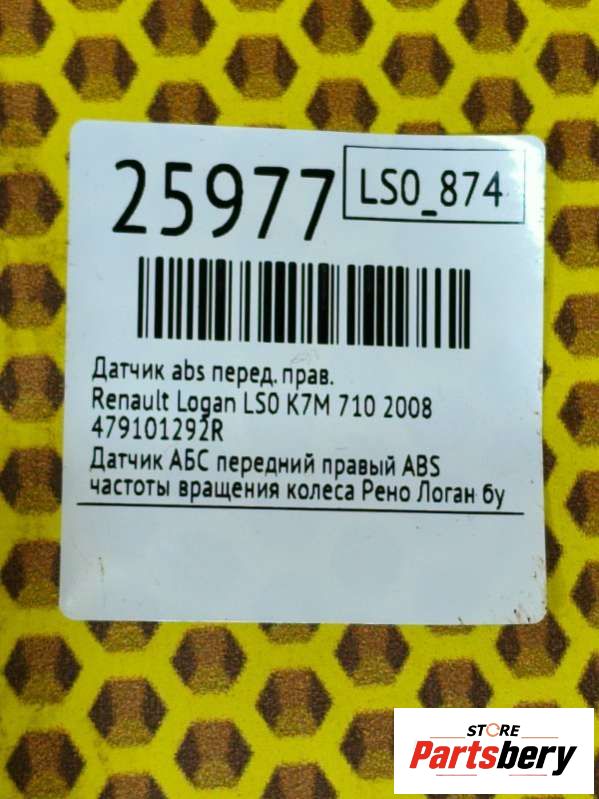 25977
LS0_874
Датчик abs перед. прав.
Renault Logan LS0 K7M 710 2008
479101292R
Датчик АБС передний правый ABS
частоты вращения колеса Рено Логан бу
STORE
Partsbery